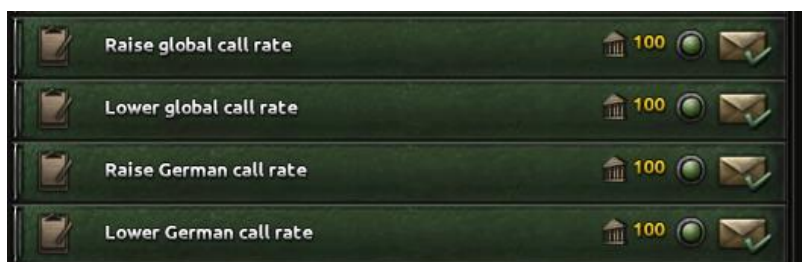 Raise global call rate 100
Lower global call rate 100
Raise German call rate 100
Lower German call rate 100